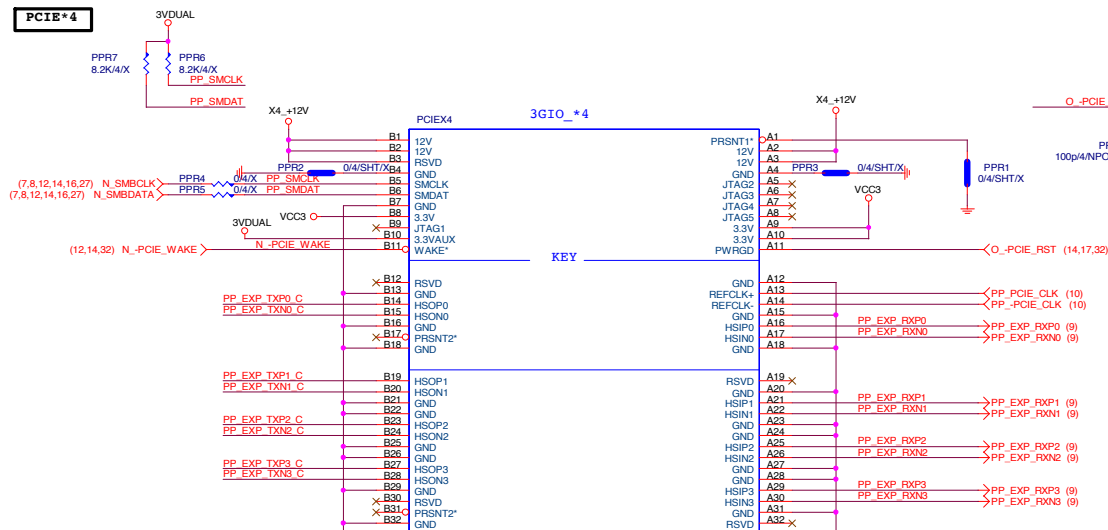 PCIE*4
3VDUAL
PPR7
8.2K/4/X
PPR6
8.2K/4/X
PP_SMCLK
PP_SMDAT
X4_+12V
3GIO_*4
X4_+12V
O_-PCIE
PCIEX4
B1 12V PRSNT1* A1
B2 12V 12V A2
B3 RSVD 12V A3
PPR2 0/4/SHT/X B4 GND GND A4 PPR3 0/4/SHT/X
PPR1
0/4/SHT/X
100p/4/NPO
(7,8,12,14,16,27) N_SMBCLK PPR4 0/4/X PP_SMCLK B5 SMCLK JTAG2 A5
(7,8,12,14,16,27) N_SMBDATA PPR5 0/4/X PP_SMDAT B6 SMDAT JTAG3 A6
B7 GND JTAG4 A7
VCC3 B8 3.3V JTAG5 A8
VCC3
B9 JTAG1 3.3V A9
3VDUAL B10 3.3VAUX 3.3V A10
(12,14,32) N_-PCIE_WAKE N_-PCIE_WAKE B11 WAKE* PWRGD A11 O_-PCIE_RST (14,17,32)
KEY
B12 RSVD GND A12
B13 GND REFCLK+ A13 PP_PCIE_CLK (10)
PP_EXP_TXP0_C B14 HSOP0 REFCLK- A14 PP_-PCIE_CLK (10)
PP_EXP_TXN0_C B15 HSON0 GND A15
B16 GND HSIP0 A16 PP_EXP_RXP0 PP_EXP_RXP0 (9)
B17 PRSNT2* HSIN0 A17 PP_EXP_RXN0 PP_EXP_RXN0 (9)
B18 GND GND A18
PP_EXP_TXP1_C B19 HSOP1 RSVD A19
PP_EXP_TXN1_C B20 HSON1 GND A20
B21 GND HSIP1 A21 PP_EXP_RXP1 PP_EXP_RXP1 (9)
B22 GND HSIN1 A22 PP_EXP_RXN1 PP_EXP_RXN1 (9)
PP_EXP_TXP2_C B23 HSOP2 GND A23
PP_EXP_TXN2_C B24 HSON2 GND A24
B25 GND HSIP2 A25 PP_EXP_RXP2 PP_EXP_RXP2 (9)
B26 GND HSIN2 A26 PP_EXP_RXN2 PP_EXP_RXN2 (9)
PP_EXP_TXP3_C B27 HSOP3 GND A27
PP_EXP_TXN3_C B28 HSON3 GND A28
B29 GND HSIP3 A29 PP_EXP_RXP3 PP_EXP_RXP3 (9)
B30 RSVD HSIN3 A30 PP_EXP_RXN3 PP_EXP_RXN3 (9)
B31 PRSNT2* GND A31
B32 GND RSVD A32